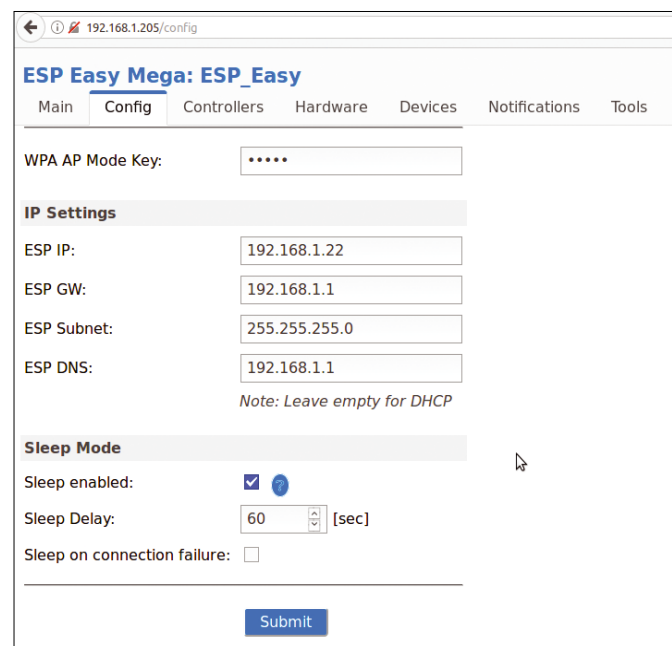 192.168.1.205/config
ESP Easy Mega: ESP_Easy
Main Config Controllers Hardware Devices Notifications Tools
WPA AP Mode Key: •••••
IP Settings
ESP IP: 192.168.1.22
ESP GW: 192.168.1.1
ESP Subnet: 255.255.255.0
ESP DNS: 192.168.1.1
Note: Leave empty for DHCP
Sleep Mode
Sleep enabled: ?
Sleep Delay: 60 [sec]
Sleep on connection failure:
Submit